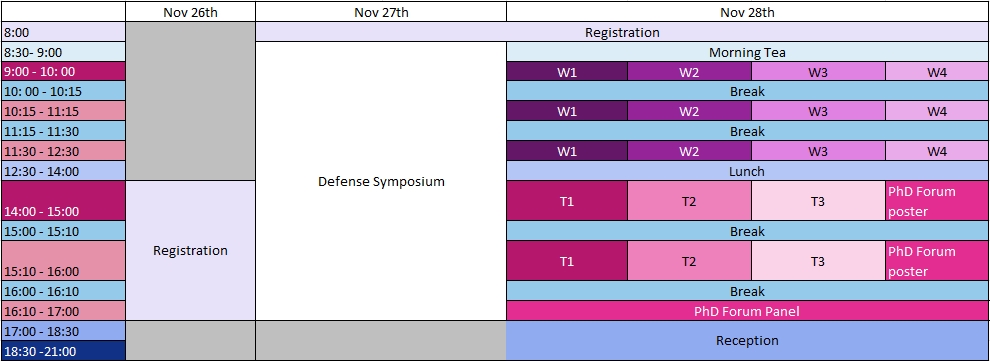 Nov 26th Nov 27th Nov 28th
8:00 Registration
8:30- 9:00 Morning Tea
9:00 - 10: 00 W1 W2 W3 W4
10: 00 - 10:15 Break
10:15 - 11:15 W1 W2 W3 W4
11:15 - 11:30 Break
11:30 - 12:30 W1 W2 W3 W4
12:30 - 14:00 Lunch
Defense Symposium
14:00 - 15:00 T1 T2 T3 PhD Forum
poster
15:00 - 15:10 Break
Registration
15:10 - 16:00 T1 T2 T3 PhD Forum
poster
16:00 - 16:10 Break
16:10 - 17:00 PhD Forum Panel
17:00 - 18:30 Reception
18:30 -21:00